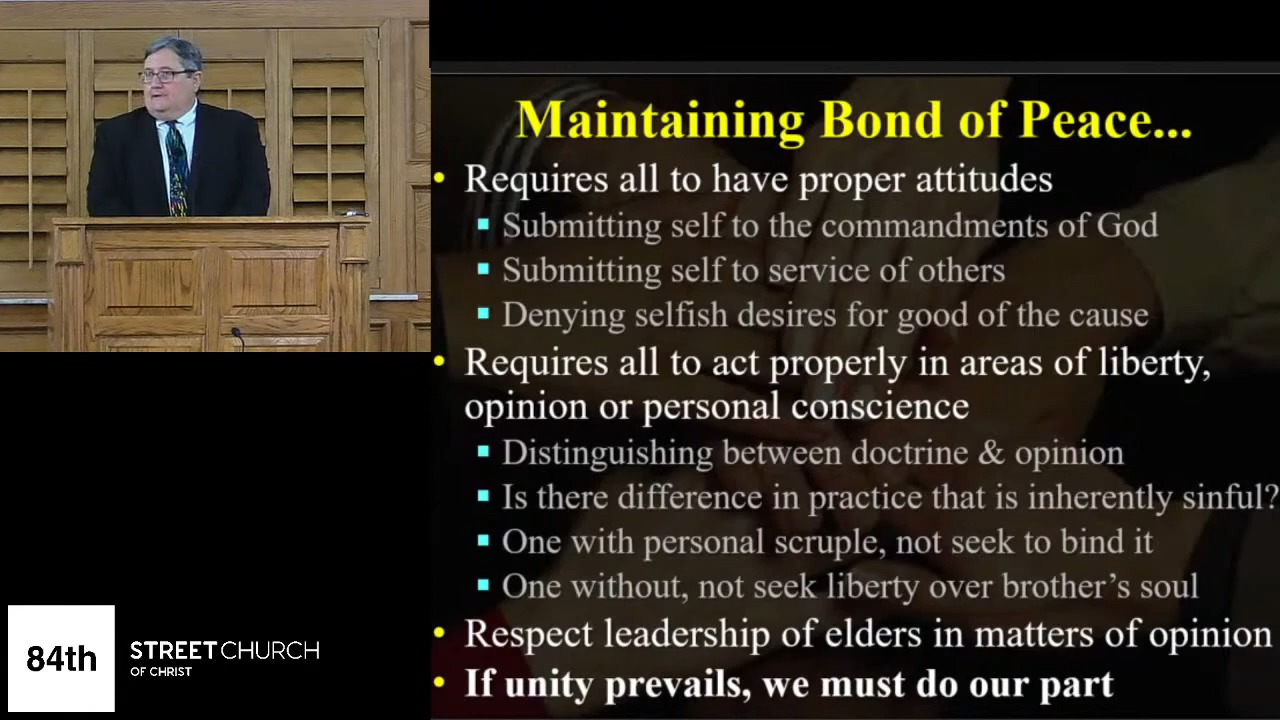 Maintaining Bond of Peace...
• Requires all to have proper attitudes
▪ Submitting self to the commandments of God
▪ Submitting self to service of others
▪ Denying selfish desires for good of the cause
• Requires all to act properly in areas of liberty,
opinion or personal conscience
▪ Distinguishing between doctrine & opinion
▪ Is there difference in practice that is inherently sinful?
▪ One with personal scruple, not seek to bind it
▪ One without, not seek liberty over brother's soul
• Respect leadership of elders in matters of opinion
• If unity prevails, we must do our part
84th
STREET CHURCH
OF CHRIST